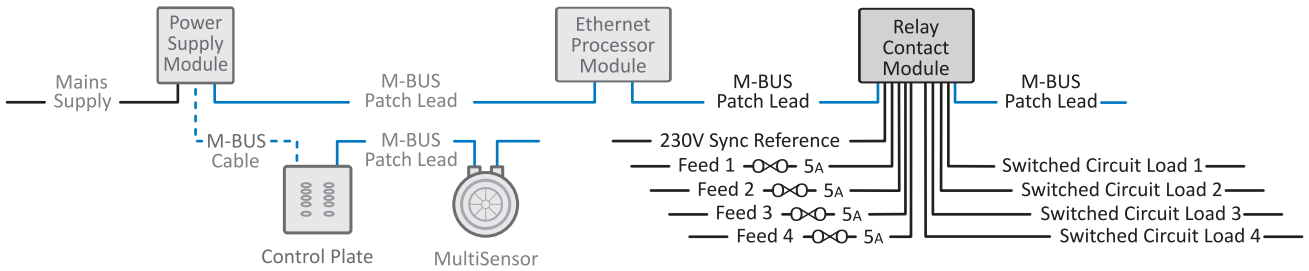 Power
Supply
Module
Ethernet
Processor
Module
Relay
Contact
Module
Mains
Supply
M-BUS
Patch Lead
M-BUS
Patch Lead
M-BUS
Patch Lead
M-BUS
Cable
M-BUS
Patch Lead
230V Sync Reference
Feed 1 5A
Feed 2 5A
Feed 3 5A
Feed 4 5A
Switched Circuit Load 1
Switched Circuit Load 2
Switched Circuit Load 3
Switched Circuit Load 4
Control Plate
MultiSensor